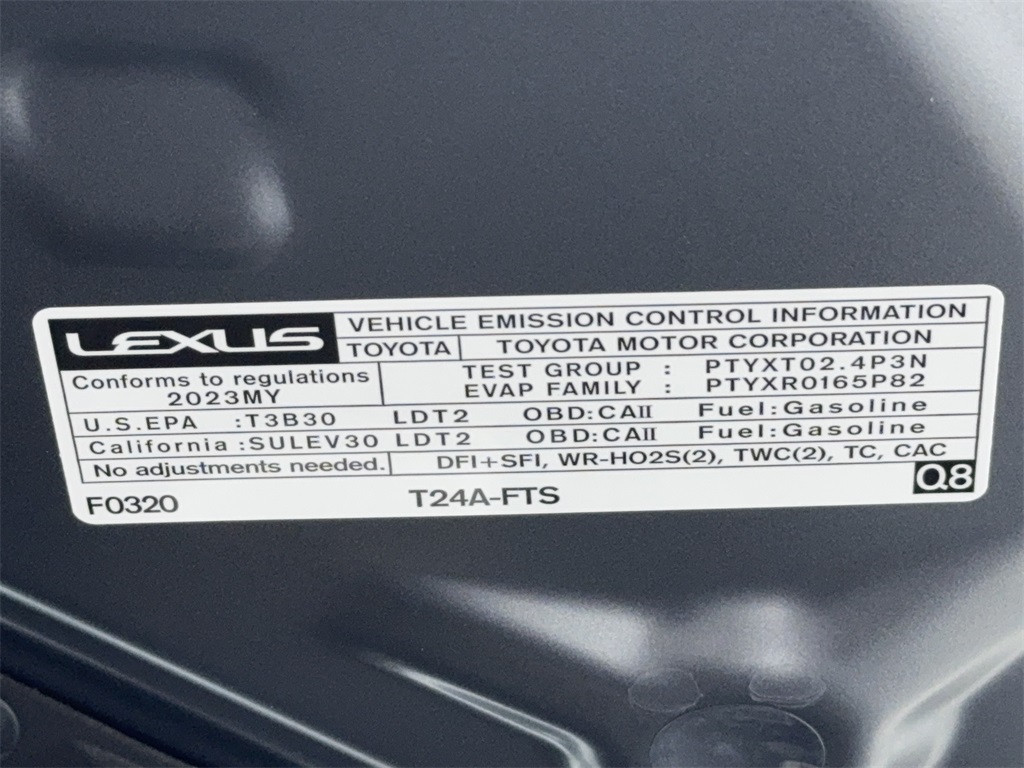 LEXUS
VEHICLE EMISSION CONTROL INFORMATION
TOYOTA TOYOTA MOTOR CORPORATION
Conforms to regulations
2023MY
TEST GROUP : PTYXT02.4P3N
EVAP FAMILY : PTYXR0165P82
U.S.EPA :T3B30 LDT2 OBD:CAII Fuel:Gasoline
California :SULEV30 LDT2 OBD:CAII Fuel:Gasoline
No adjustments needed. DFI+SFI, WR-HO2S(2), TWC(2), TC, CAC
F0320 T24A-FTS Q8